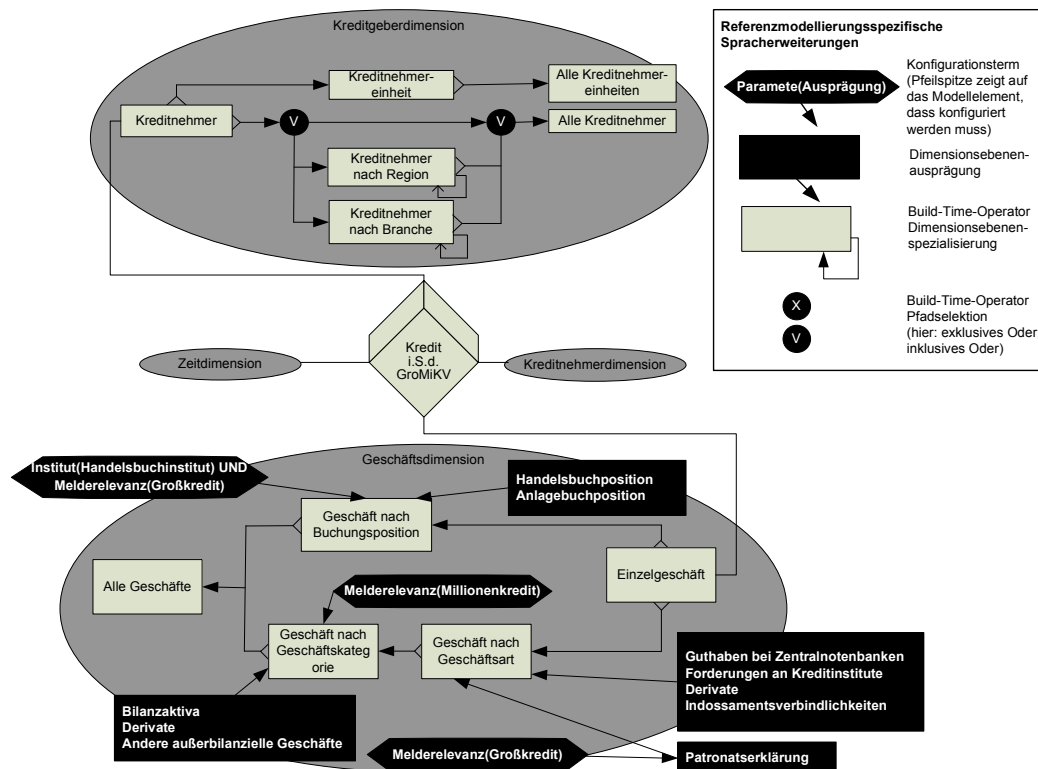 Kreditgeberdimension
Kreditnehmer-
einheit
Alle Kreditnehmer-
einheiten
Kreditnehmer
V
V
Alle Kreditnehmer
Kreditnehmer
nach Region
Kreditnehmer
nach Branche
Referenzmodellierungsspezifische
Spracherweiterungen
Paramete(Ausprägung)
Konfigurationsterm
(Pfeilspitze zeigt auf
das Modellelement,
dass konfiguriert
werden muss)
Dimensionsebenen-
ausprägung
Build-Time-Operator
Dimensionsebenen-
spezialisierung
X
V
Build-Time-Operator
Pfadselektion
(hier: exklusives Oder
inklusives Oder)
Zeitdimension
Kredit
i.S.d.
GroMiKV
Kreditnehmerdimension
Geschäftsdimension
Institut(Handelsbuchinstitut) UND
Melderelevanz(Großkredit)
Handelsbuchposition
Anlagebuchposition
Geschäft nach
Buchungsposition
Alle Geschäfte
Einzelgeschäft
Melderelevanz(Millionenkredit)
Geschäft nach
Geschäftskateg
orie
Geschäft nach
Geschäftsart
Guthaben bei Zentralnotenbanken
Forderungen an Kreditinstitute
Derivate
Indossamentsverbindlichkeiten
Bilanzaktiva
Derivate
Andere außerbilanzielle Geschäfte
Melderelevanz(Großkredit)
Patronatserklärung